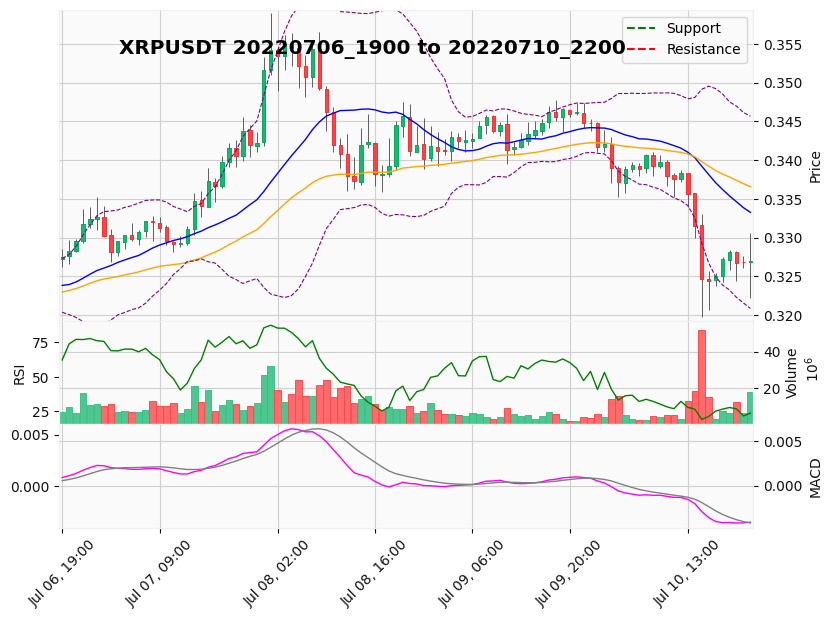 XRPUSDT 20220706_1900 to 20220710_2200
Support
Resistance
0.355
0.350
0.345
0.340
0.335
0.330
0.325
0.320
Price
75
50
25
RSI
40
20
Volume
10^6
0.005
0.000
0.005
0.000
MACD
Jul 06, 19:00
Jul 07, 09:00
Jul 08, 02:00
Jul 08, 16:00
Jul 09, 06:00
Jul 09, 20:00
Jul 10, 13:00